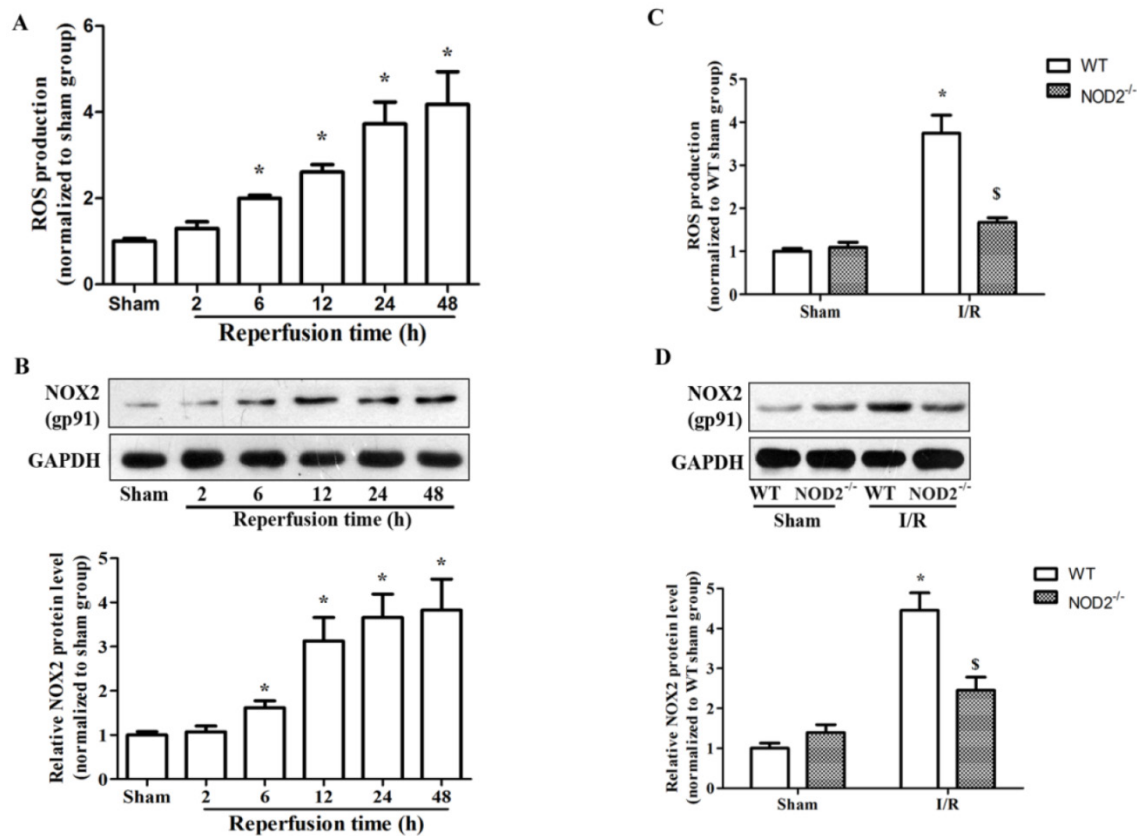 A
ROS production
(normalized to sham group)
6
4
2
0
*
*
*
*
Sham
2
6
12
24
48
Reperfusion time (h)
B
NOX2
(gp91)
GAPDH
Sham
2
6
12
24
48
Reperfusion time (h)
Relative NOX2 protein level
(normalized to sham group)
5
4
3
2
1
0
*
*
*
*
Sham
2
6
12
24
48
Reperfusion time (h)
C
ROS production
(normalized to WT sham group)
5
4
3
2
1
0
*
$
WT
NOD2-/-
Sham
I/R
D
NOX2
(gp91)
GAPDH
WT NOD2-/- WT NOD2-/-
Sham
I/R
Relative NOX2 protein level
(normalized to WT sham group)
5
4
3
2
1
0
*
$
WT
NOD2-/-
Sham
I/R